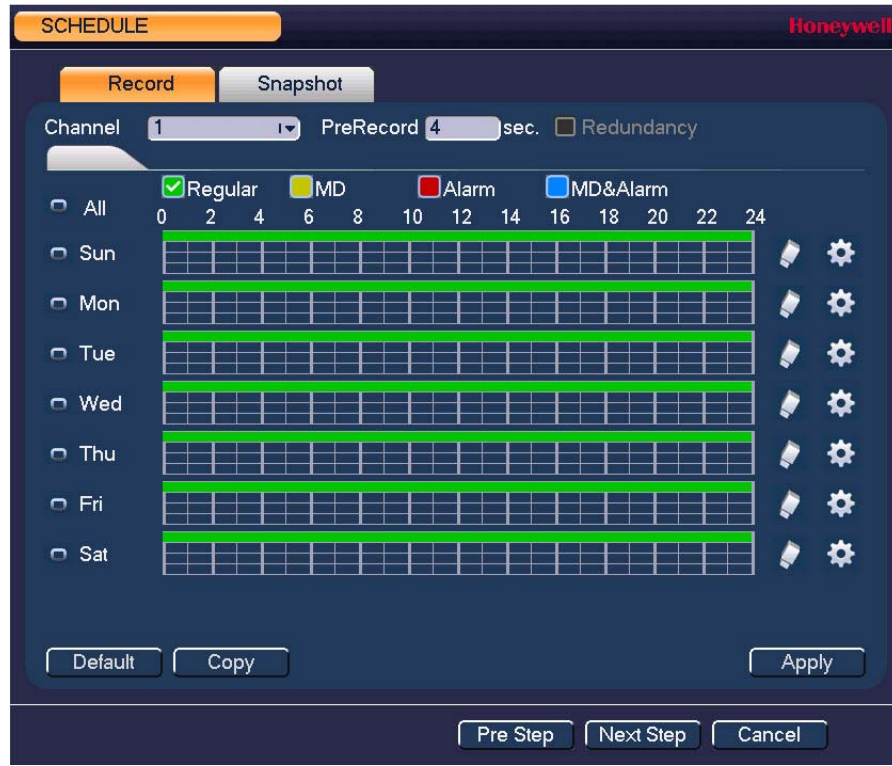 SCHEDULE
Honeywell
Record Snapshot
Channel 1 PreRecord 4 sec. Redundancy
Regular MD Alarm MD&Alarm
All 0 2 4 6 8 10 12 14 16 18 20 22 24
Sun
Mon
Tue
Wed
Thu
Fri
Sat
Default Copy Apply
Pre Step Next Step Cancel